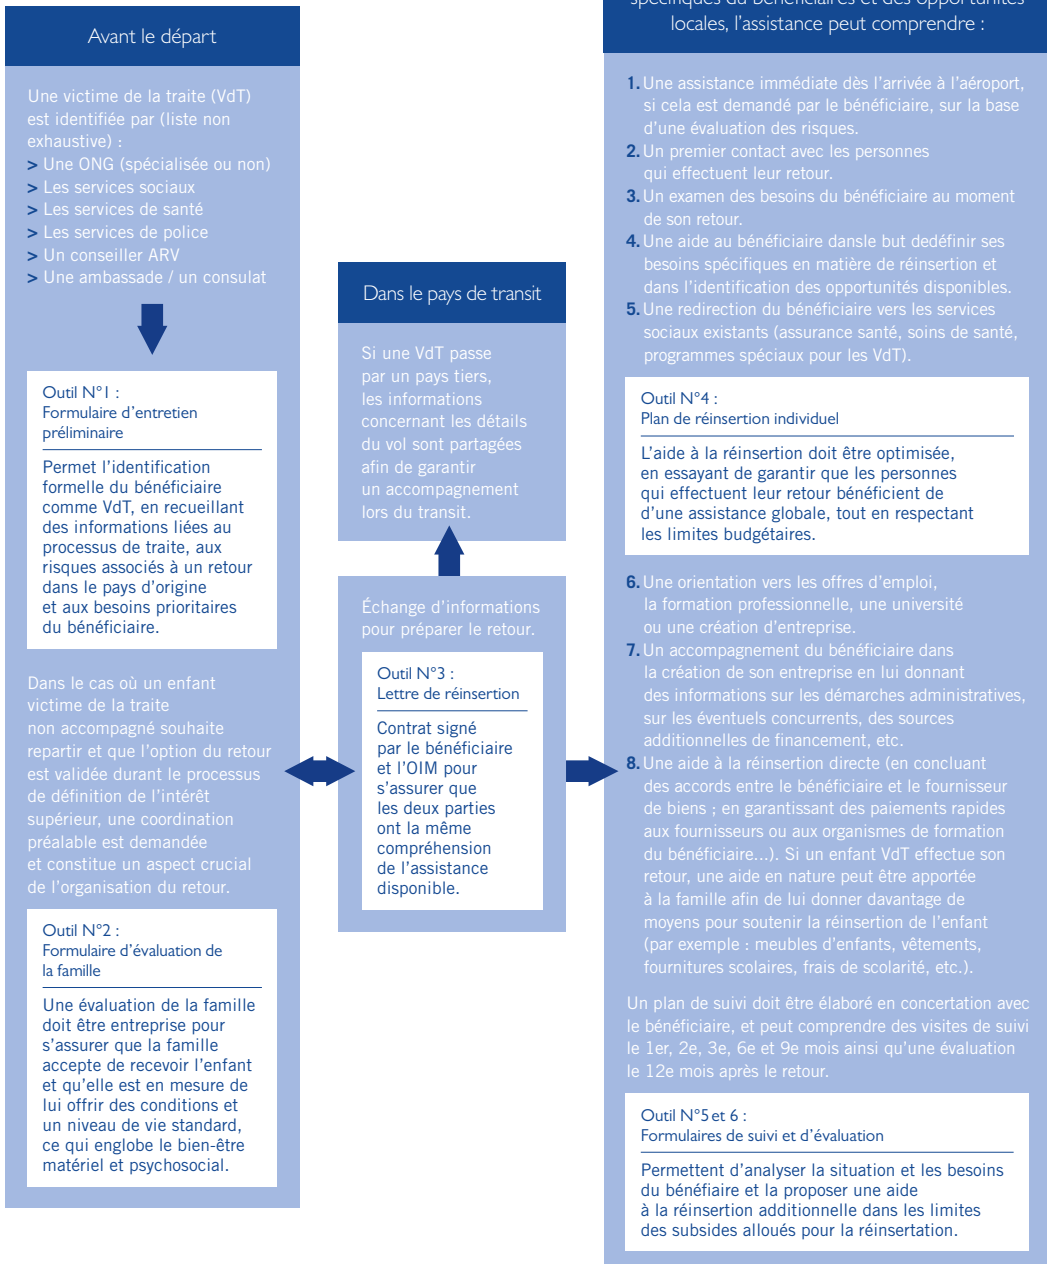 Avant le départ
Une victime de la traite (VdT)
est identifiée par (liste non
exhaustive) :
> Une ONG (spécialisée ou non)
> Les services sociaux
> Les services de santé
> Les services de police
> Un conseiller ARV
> Une ambassade / un consulat
Outil N°1 :
Formulaire d'entretien
préliminaire
Permet l'identification
formelle du bénéficiaire
comme VdT, en recueillant
des informations liées au
processus de traite, aux
risques associés à un retour
dans le pays d'origine
et aux besoins prioritaires
du bénéficiaire.
Dans le cas où un enfant
victime de la traite
non accompagné souhaite
repartir et que l'option du retour
est validée durant le processus
de définition de l'intérêt
supérieur, une coordination
préalable est demandée
et constitue un aspect crucial
de l'organisation du retour.
Outil N°2 :
Formulaire d'évaluation de
la famille
Une évaluation de la famille
doit être entreprise pour
s'assurer que la famille
accepte de recevoir l'enfant
et qu'elle est en mesure de
lui offrir des conditions et
un niveau de vie standard,
ce qui englobe le bien-être
matériel et psychosocial.
Dans le pays de transit
Si une VdT passe
par un pays tiers,
les informations
concernant les détails
du vol sont partagées
afin de garantir
un accompagnement
lors du transit.
Échange d'informations
pour préparer le retour.
Outil N°3 :
Lettre de réinsertion
Contrat signé
par le bénéficiaire
et l'OIM pour
s'assurer que
les deux parties
ont la même
compréhension
de l'assistance
disponible.
spécifiques du bénéficiaires et des opportunités
locales, l'assistance peut comprendre :
1. Une assistance immédiate dès l'arrivée à l'aéroport,
si cela est demandé par le bénéficiaire, sur la base
d'une évaluation des risques.
2. Un premier contact avec les personnes
qui effectuent leur retour.
3. Un examen des besoins du bénéficiaire au moment
de son retour.
4. Une aide au bénéficiaire dansle but dedéfinir ses
besoins spécifiques en matière de réinsertion et
dans l'identification des opportunités disponibles.
5. Une redirection du bénéficiaire vers les services
sociaux existants (assurance santé, soins de santé,
programmes spéciaux pour les VdT).
Outil N°4 :
Plan de réinsertion individuel
L'aide à la réinsertion doit être optimisée,
en essayant de garantir que les personnes
qui effectuent leur retour bénéficient de
d'une assistance globale, tout en respectant
les limites budgétaires.
6. Une orientation vers les offres d'emploi,
la formation professionnelle, une université
ou une création d'entreprise.
7. Un accompagnement du bénéficiaire dans
la création de son entreprise en lui donnant
des informations sur les démarches administratives,
sur les éventuels concurrents, des sources
additionnelles de financement, etc.
8. Une aide à la réinsertion directe (en concluant
des accords entre le bénéficiaire et le fournisseur
de biens ; en garantissant des paiements rapides
aux fournisseurs ou aux organismes de formation
du bénéficiaire...). Si un enfant VdT effectue son
retour, une aide en nature peut être apportée
à la famille afin de lui donner davantage de
moyens pour soutenir la réinsertion de l'enfant
(par exemple : meubles d'enfants, vêtements,
fournitures scolaires, frais de scolarité, etc.).
Un plan de suivi doit être élaboré en concertation avec
le bénéficiaire, et peut comprendre des visites de suivi
le 1er, 2e, 3e, 6e et 9e mois ainsi qu'une évaluation
le 12e mois après le retour.
Outil N°5 et 6 :
Formulaires de suivi et d'évaluation
Permettent d'analyser la situation et les besoins
du bénéfiaire et la proposer une aide
à la réinsertion additionnelle dans les limites
des subsides alloués pour la réinsertation.